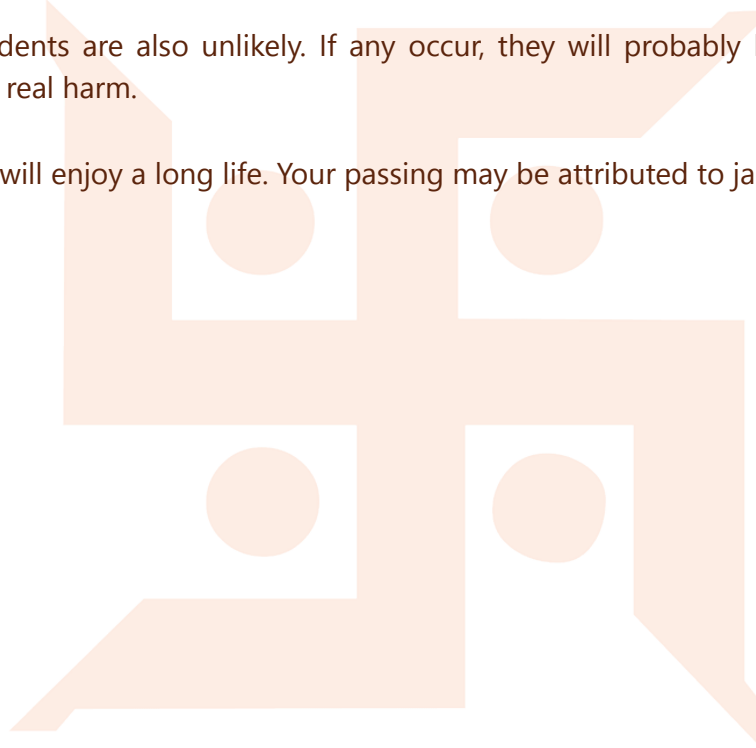 dents are also unlikely. If any occur, they will probably
real harm.
will enjoy a long life. Your passing may be attributed to ja